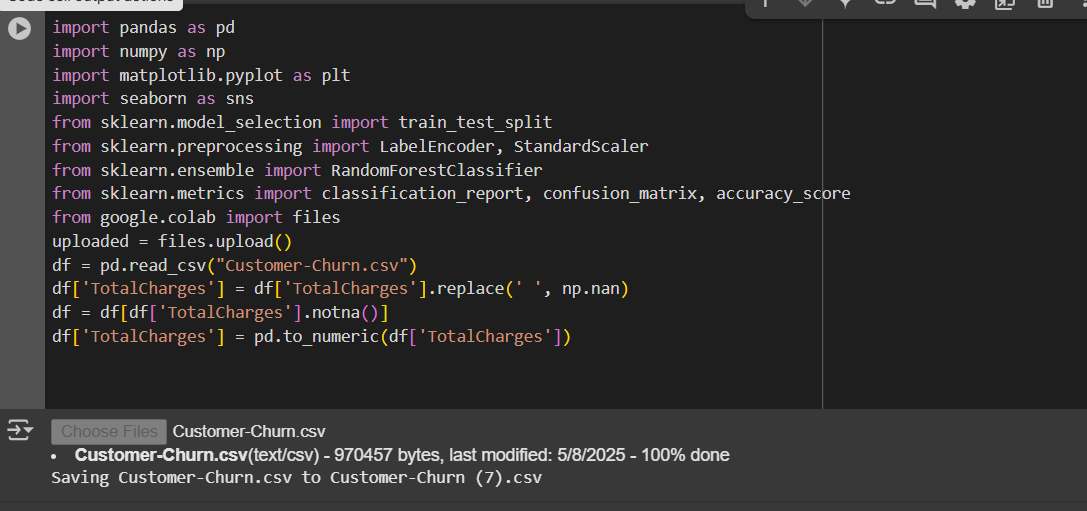 Code cell output actions
import pandas as pd
import numpy as np
import matplotlib.pyplot as plt
import seaborn as sns
from sklearn.model_selection import train_test_split
from sklearn.preprocessing import LabelEncoder, StandardScaler
from sklearn.ensemble import RandomForestClassifier
from sklearn.metrics import classification_report, confusion_matrix, accuracy_score
from google.colab import files
uploaded = files.upload()
df = pd.read_csv("Customer-Churn.csv")
df['TotalCharges'] = df['TotalCharges'].replace(' ', np.nan)
df = df[df['TotalCharges'].notna()]
df['TotalCharges'] = pd.to_numeric(df['TotalCharges'])
Choose Files Customer-Churn.csv
• Customer-Churn.csv(text/csv) - 970457 bytes, last modified: 5/8/2025 - 100% done
Saving Customer-Churn.csv to Customer-Churn (7).csv